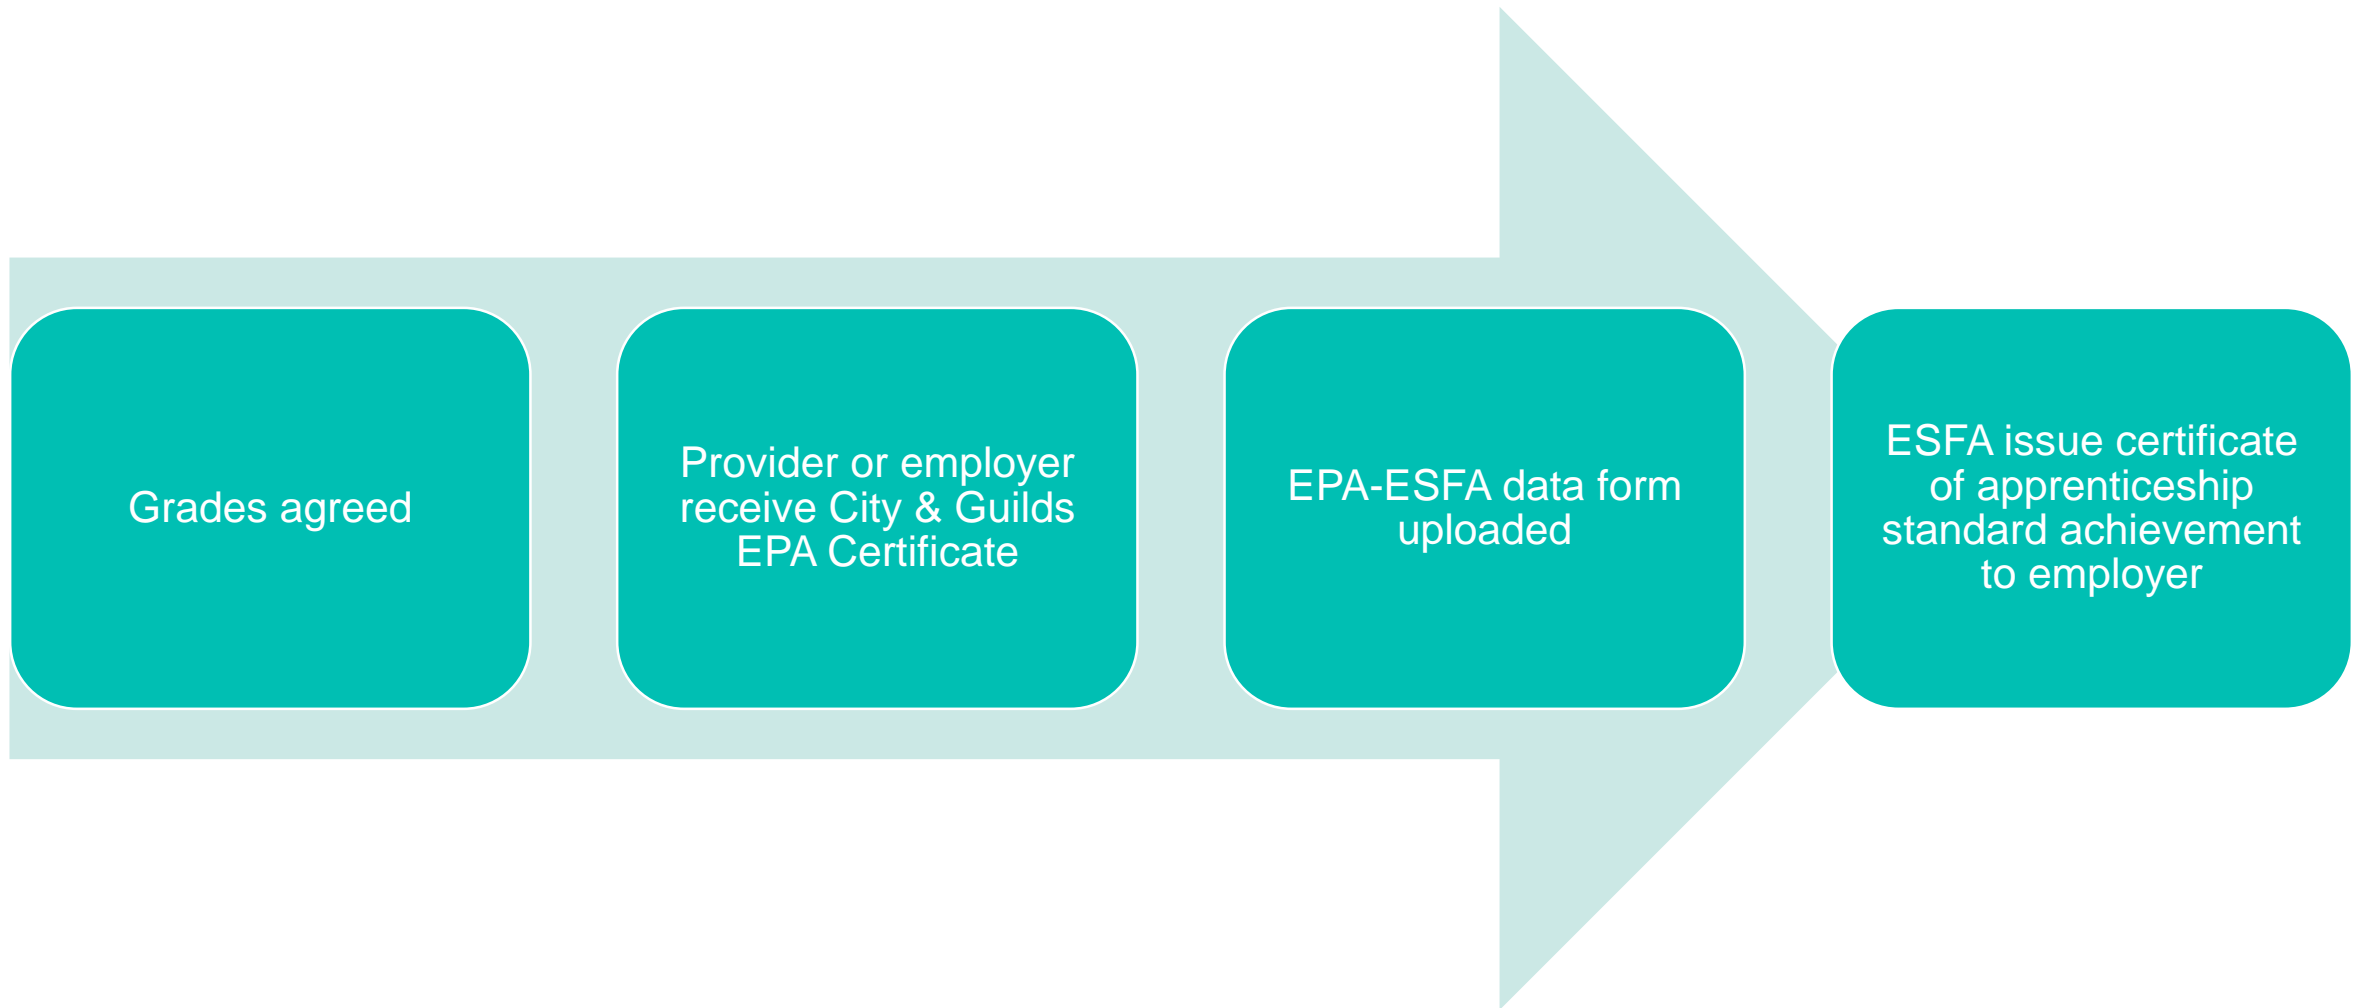 Grades agreed
Provider or employer
receive City & Guilds
EPA Certificate
EPA-ESFA data form
uploaded
ESFA issue certificate
of apprenticeship
standard achievement
to employer